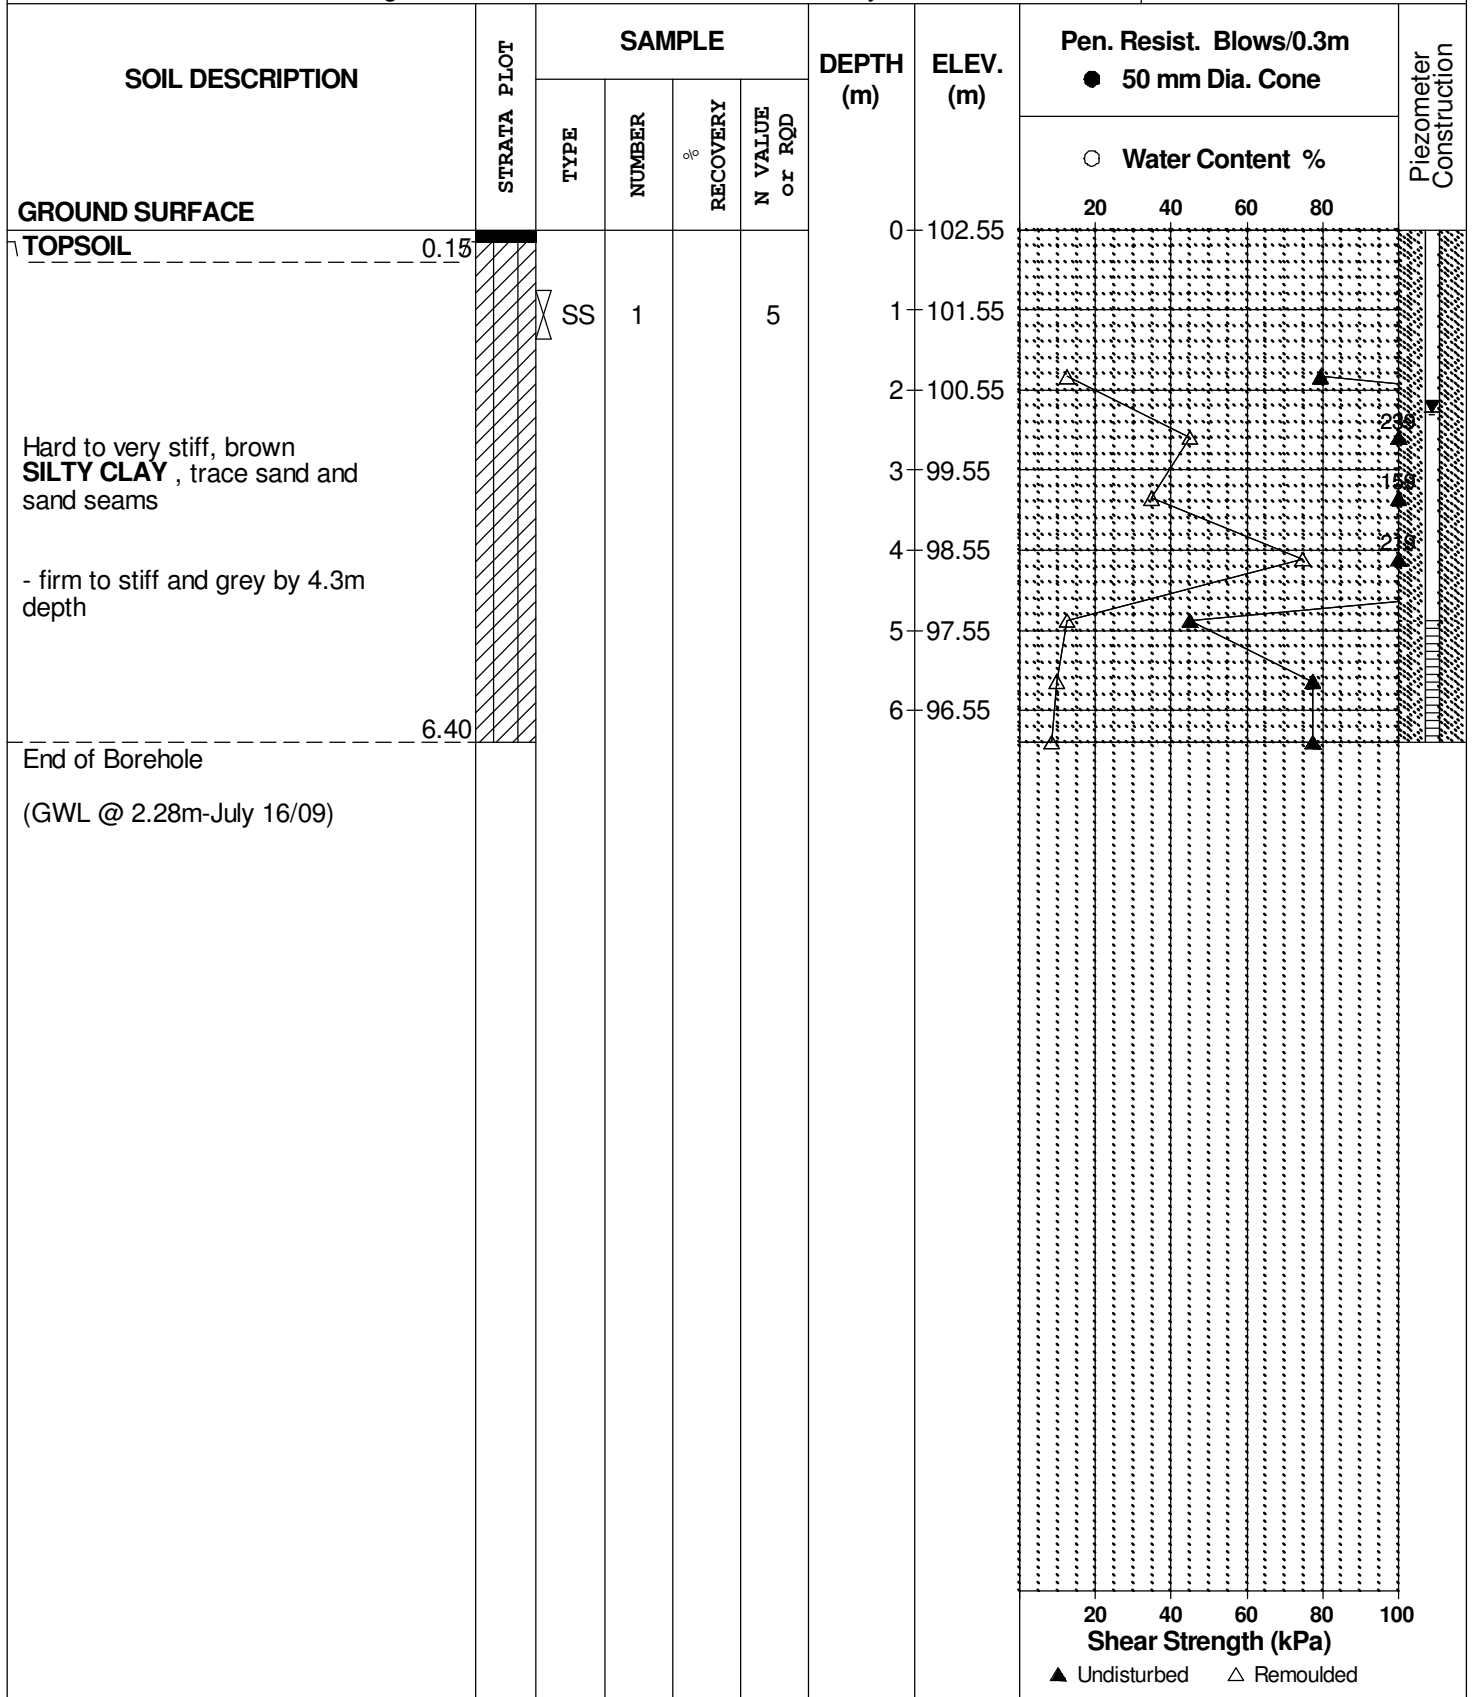 SOIL DESCRIPTION
GROUND SURFACE
STRATA PLOT
SAMPLE
TYPE
NUMBER
% RECOVERY
N VALUE or RQD
DEPTH (m)
ELEV. (m)
Pen. Resist. Blows/0.3m
● 50 mm Dia. Cone
○ Water Content %
20 40 60 80
Piezometer Construction
TOPSOIL 0.15
0 102.55
SS 1 5
1 101.55
2 100.55
239
Hard to very stiff, brown
SILTY CLAY , trace sand and
sand seams
3 99.55
159
4 98.55
219
- firm to stiff and grey by 4.3m
depth
5 97.55
6 96.55
6.40
End of Borehole
(GWL @ 2.28m-July 16/09)
20 40 60 80 100
Shear Strength (kPa)
▲ Undisturbed △ Remoulded